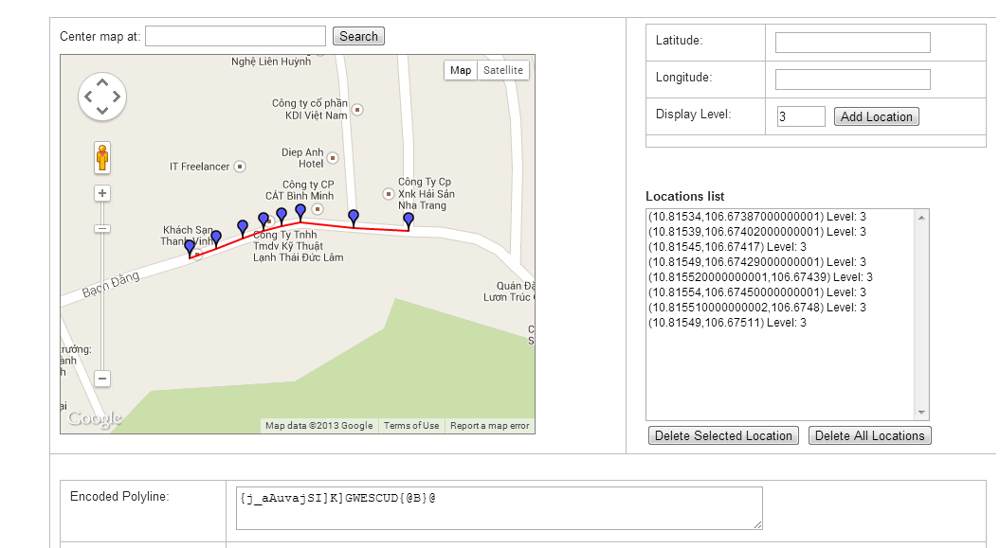 Center map at:
Search
Nghệ Liên Huỳnh
Map
Satellite
Công ty cổ phần
KDI Việt Nam
Diep Anh
Hotel
IT Freelancer
Công ty CP
CÁT Bình Minh
Công Ty Cp
Xnk Hải Sản
Nha Trang
Khách Sạn
Thanh Vinh
Công Ty Tnhh
Tmdv Kỹ Thuật
Lạnh Thái Đức Lâm
Bạch Đằng
Quán
Lươn Trúc
Google
Map data ©2013 Google
Terms of Use
Report a map error
Latitude:
Longitude:
Display Level:
3
Add Location
Locations list
(10.81534,106.67387000000001) Level: 3
(10.81539,106.67402000000001) Level: 3
(10.81545,106.67417) Level: 3
(10.81549,106.67429000000001) Level: 3
(10.815520000000001,106.67439) Level: 3
(10.81554,106.67450000000001) Level: 3
(10.815510000000002,106.6748) Level: 3
(10.81549,106.67511) Level: 3
Delete Selected Location
Delete All Locations
Encoded Polyline:
{j_aAuvajSI]K]GWESCUD{@B}@